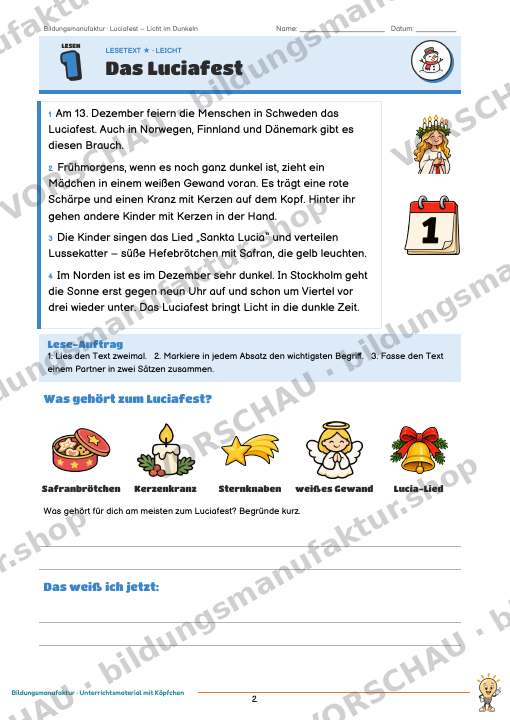 Bildungsmanufaktur · Luciafest – Licht im Dunkeln Name: ____________ Datum: ____________
LESEN
1
LESETEXT ★ · LEICHT
Das Luciafest
1 Am 13. Dezember feiern die Menschen in Schweden das
Luciafest. Auch in Norwegen, Finnland und Dänemark gibt es
diesen Brauch.
2 Frühmorgens, wenn es noch ganz dunkel ist, zieht ein
Mädchen in einem weißen Gewand voran. Es trägt eine rote
Schärpe und einen Kranz mit Kerzen auf dem Kopf. Hinter ihr
gehen andere Kinder mit Kerzen in der Hand.
3 Die Kinder singen das Lied „Sankta Lucia" und verteilen
Lussekatter – süße Hefebrötchen mit Safran, die gelb leuchten.
4 Im Norden ist es im Dezember sehr dunkel. In Stockholm geht
die Sonne erst gegen neun Uhr auf und schon um Viertel vor
drei wieder unter. Das Luciafest bringt Licht in die dunkle Zeit.
1
Lese-Auftrag
1. Lies den Text zweimal. 2. Markiere in jedem Absatz den wichtigsten Begriff. 3. Fasse den Text
einem Partner in zwei Sätzen zusammen.
Was gehört zum Luciafest?
Safranbrötchen Kerzenkranz Sternknaben weißes Gewand Lucia-Lied
Was gehört für dich am meisten zum Luciafest? Begründe kurz.
Das weiß ich jetzt:
Bildungsmanufaktur · Unterrichtsmaterial mit Köpfchen
2
VORSCHAU · bildungsmanufaktur.shop
VORSCHAU · bildungsmanufaktur.shop
VORSCHAU · bildungsmanufaktur.shop